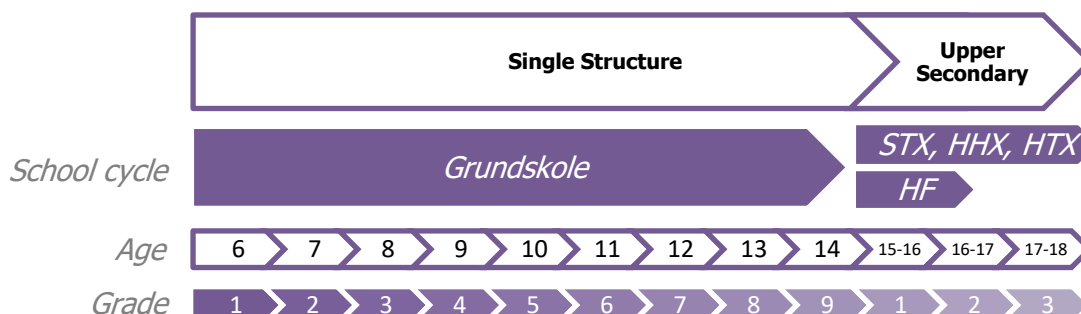 Single Structure
Upper
Secondary
School cycle
Grundskole
STX, HHX, HTX
HF
Age
6 7 8 9 10 11 12 13 14 15-16 16-17 17-18
Grade
1 2 3 4 5 6 7 8 9 1 2 3